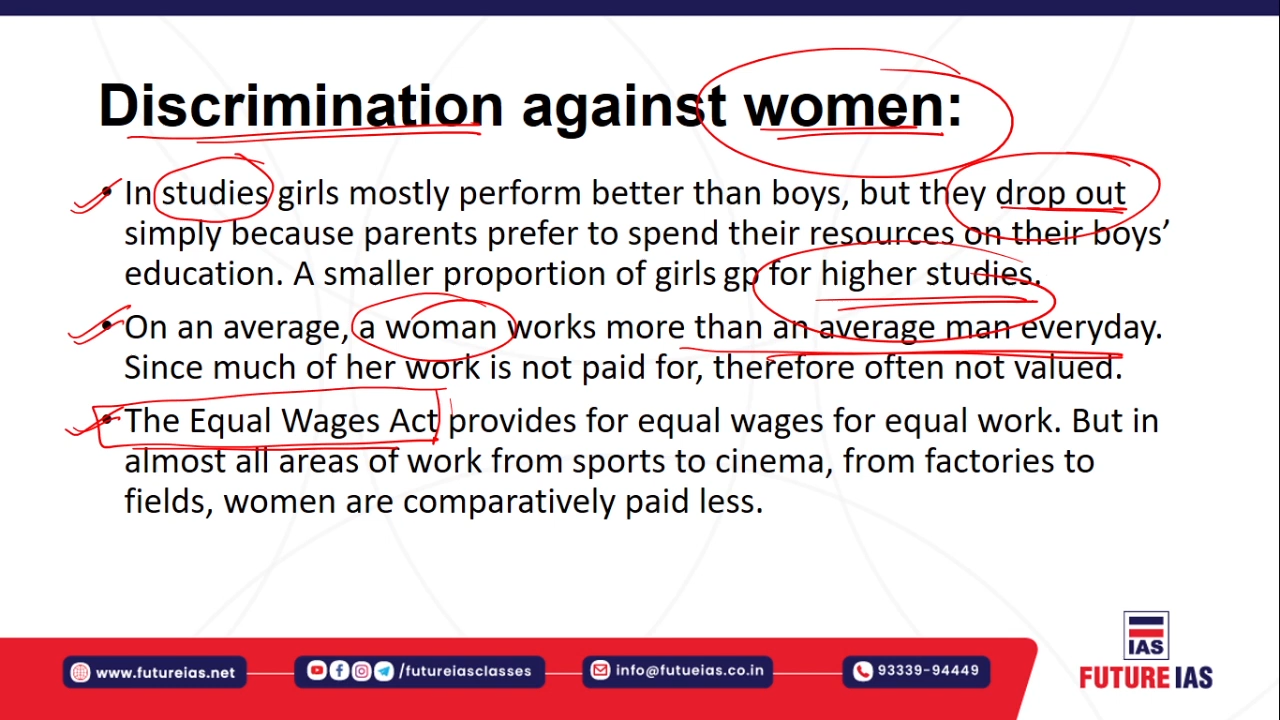 Discrimination against women:
• In studies girls mostly perform better than boys, but they drop out
simply because parents prefer to spend their resources on their boys’
education. A smaller proportion of girls gp for higher studies.
• On an average, a woman works more than an average man everyday.
Since much of her work is not paid for, therefore often not valued.
• The Equal Wages Act provides for equal wages for equal work. But in
almost all areas of work from sports to cinema, from factories to
fields, women are comparatively paid less.
IAS
www.futureias.net /futureiasclasses info@futueias.co.in 93339-94449
FUTURE IAS